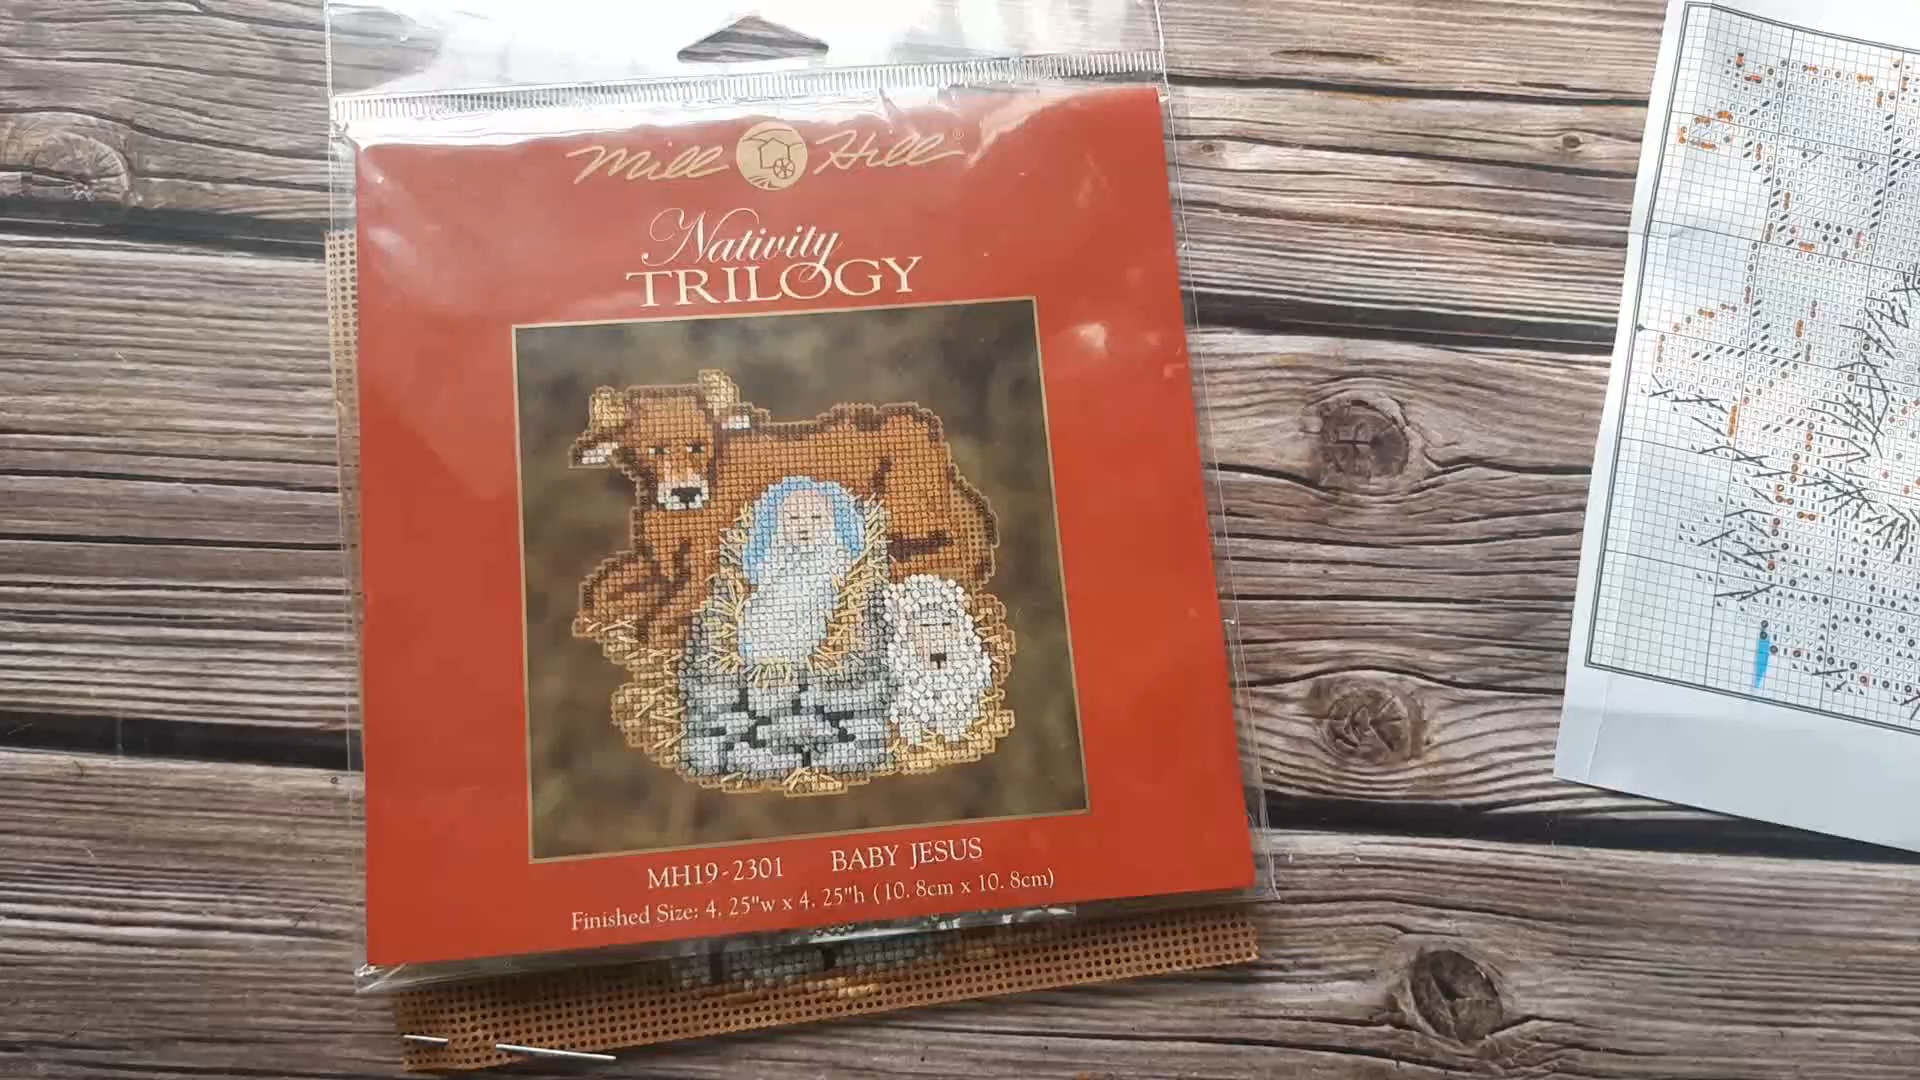 Mill Hill®
Nativity
TRILOGY
MH19-2301 BABY JESUS
Finished Size: 4. 25"w x 4. 25"h (10. 8cm x 10. 8cm)